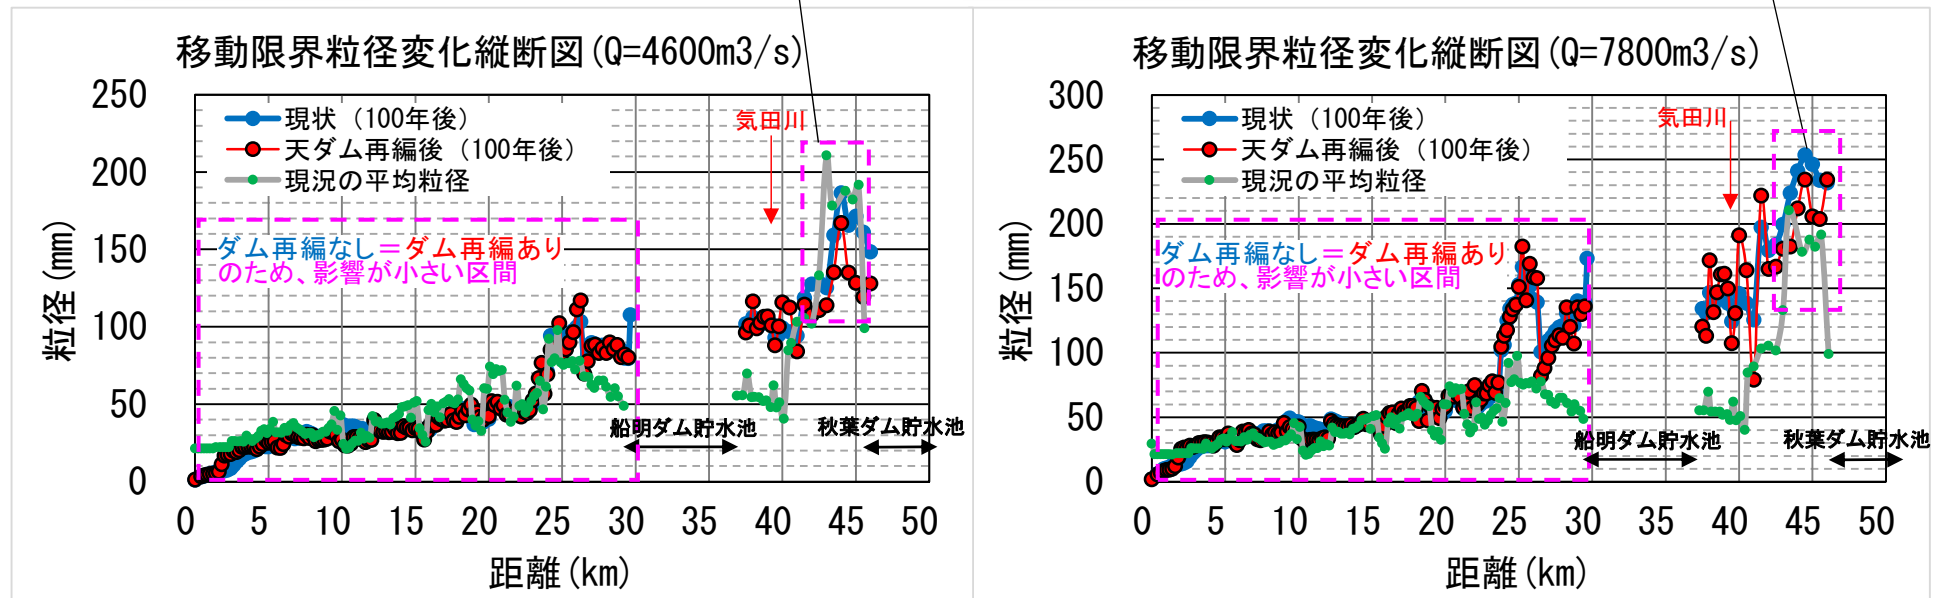 移動限界粒径変化縦断図(Q=4600m3/s)
250
200
150
100
50
0
粒径(mm)
現状（100年後）
天ダム再編後（100年後）
現況の平均粒径
気田川
ダム再編なし＝ダム再編あり
のため、影響が小さい区間
船明ダム貯水池
秋葉ダム貯水池
0 5 10 15 20 25 30 35 40 45 50
距離(km)
移動限界粒径変化縦断図(Q=7800m3/s)
300
250
200
150
100
50
0
粒径(mm)
現状（100年後）
天ダム再編後（100年後）
現況の平均粒径
気田川
ダム再編なし＝ダム再編あり
のため、影響が小さい区間
船明ダム貯水池
秋葉ダム貯水池
0 5 10 15 20 25 30 35 40 45 50
距離(km)